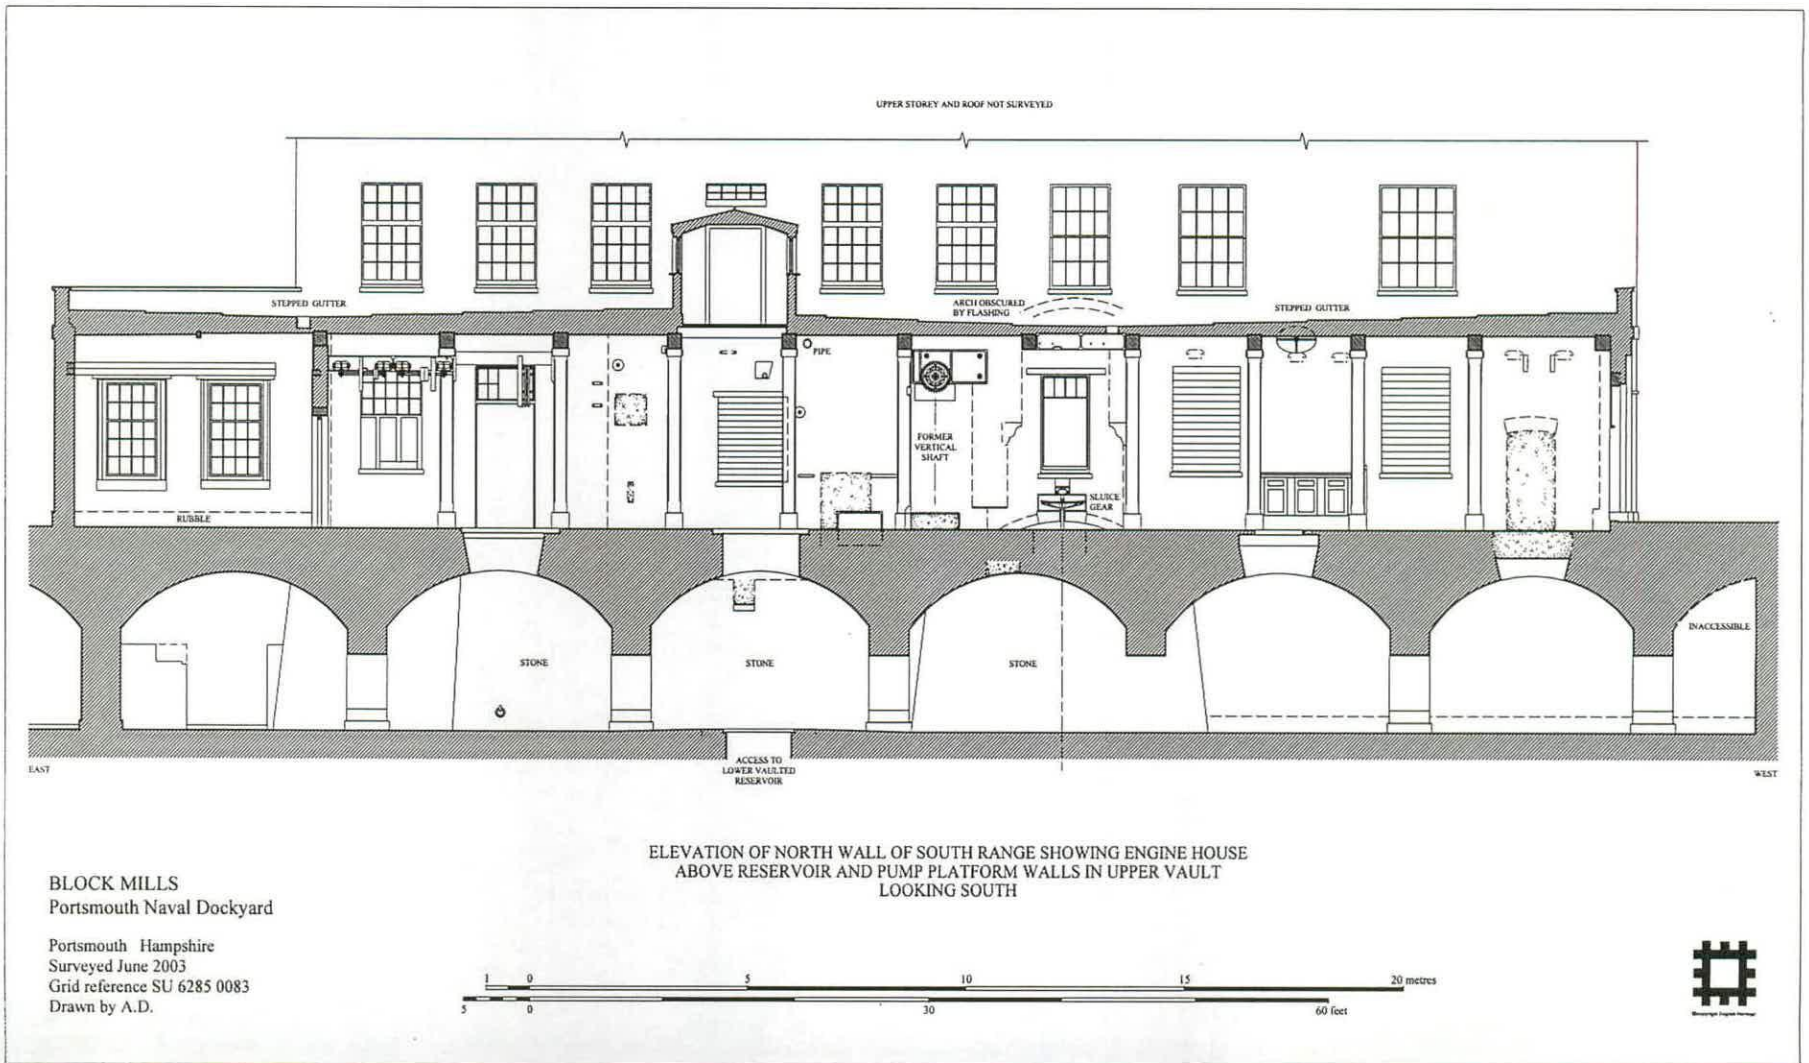 UPPER STOREY AND ROOF NOT SURVEYED
STEPPED GUTTER
ARCH OBSCURED
BY FLASHING
STEPPED GUTTER
PIPE
FORMER
VERTICAL
SHAFT
SLUICE
GEAR
RUBBLE
STONE
STONE
STONE
INACCESSIBLE
EAST
ACCESS TO
LOWER VAULTED
RESERVOIR
WEST
ELEVATION OF NORTH WALL OF SOUTH RANGE SHOWING ENGINE HOUSE
ABOVE RESERVOIR AND PUMP PLATFORM WALLS IN UPPER VAULT
LOOKING SOUTH
BLOCK MILLS
Portsmouth Naval Dockyard
Portsmouth Hampshire
Surveyed June 2003
Grid reference SU 6285 0083
Drawn by A.D.
1 0 5 10 15 20 metres
5 0 30 60 feet
English Heritage